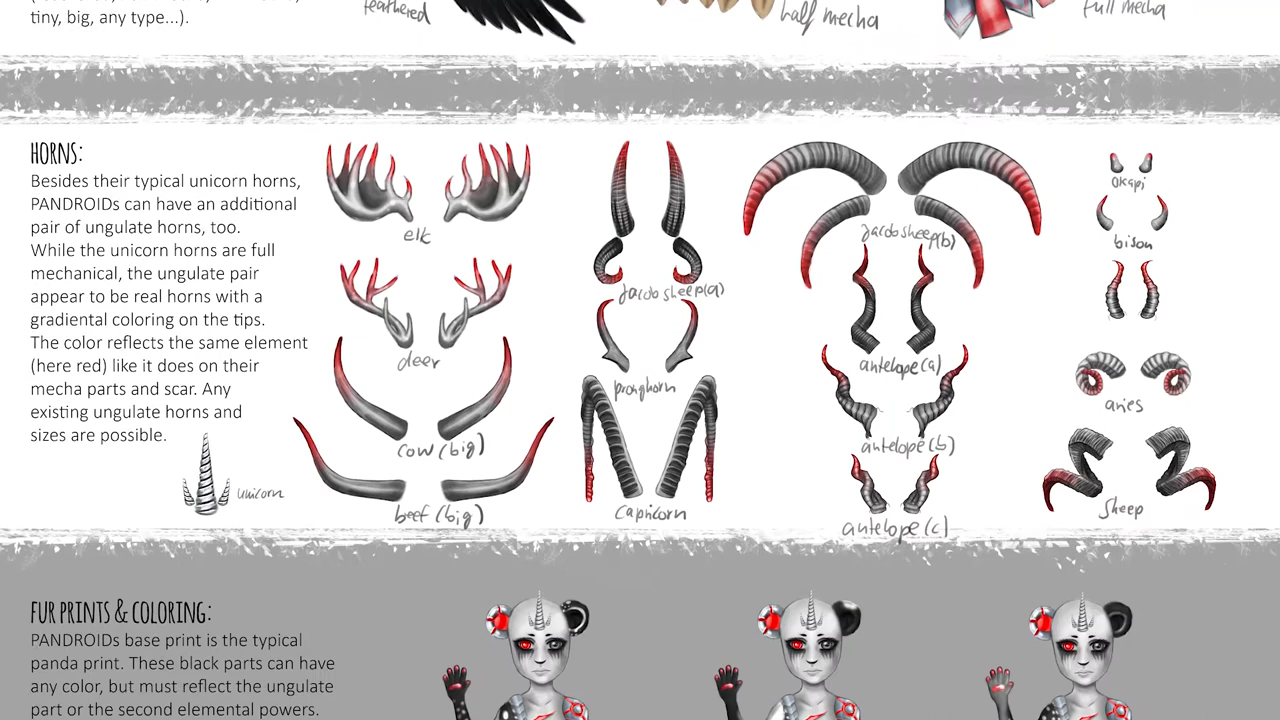 tiny, big, any type...).
feathered
half mecha
full mecha
HORNS:
Besides their typical unicorn horns,
PANDROIDs can have an additional
pair of ungulate horns, too.
While the unicorn horns are full
mechanical, the ungulate pair
appear to be real horns with a
gradiental coloring on the tips.
The color reflects the same element
(here red) like it does on their
mecha parts and scar. Any
existing ungulate horns and
sizes are possible.
unicorn
elk
deer
cow (big)
beef (big)
Jacob sheep(a)
pronghorn
Capricorn
Jacob sheep(b)
antelope (a)
antelope (b)
antelope (c)
okapi
bison
aries
sheep
FUR PRINTS & COLORING:
PANDROIDs base print is the typical
panda print. These black parts can have
any color, but must reflect the ungulate
part or the second elemental powers.